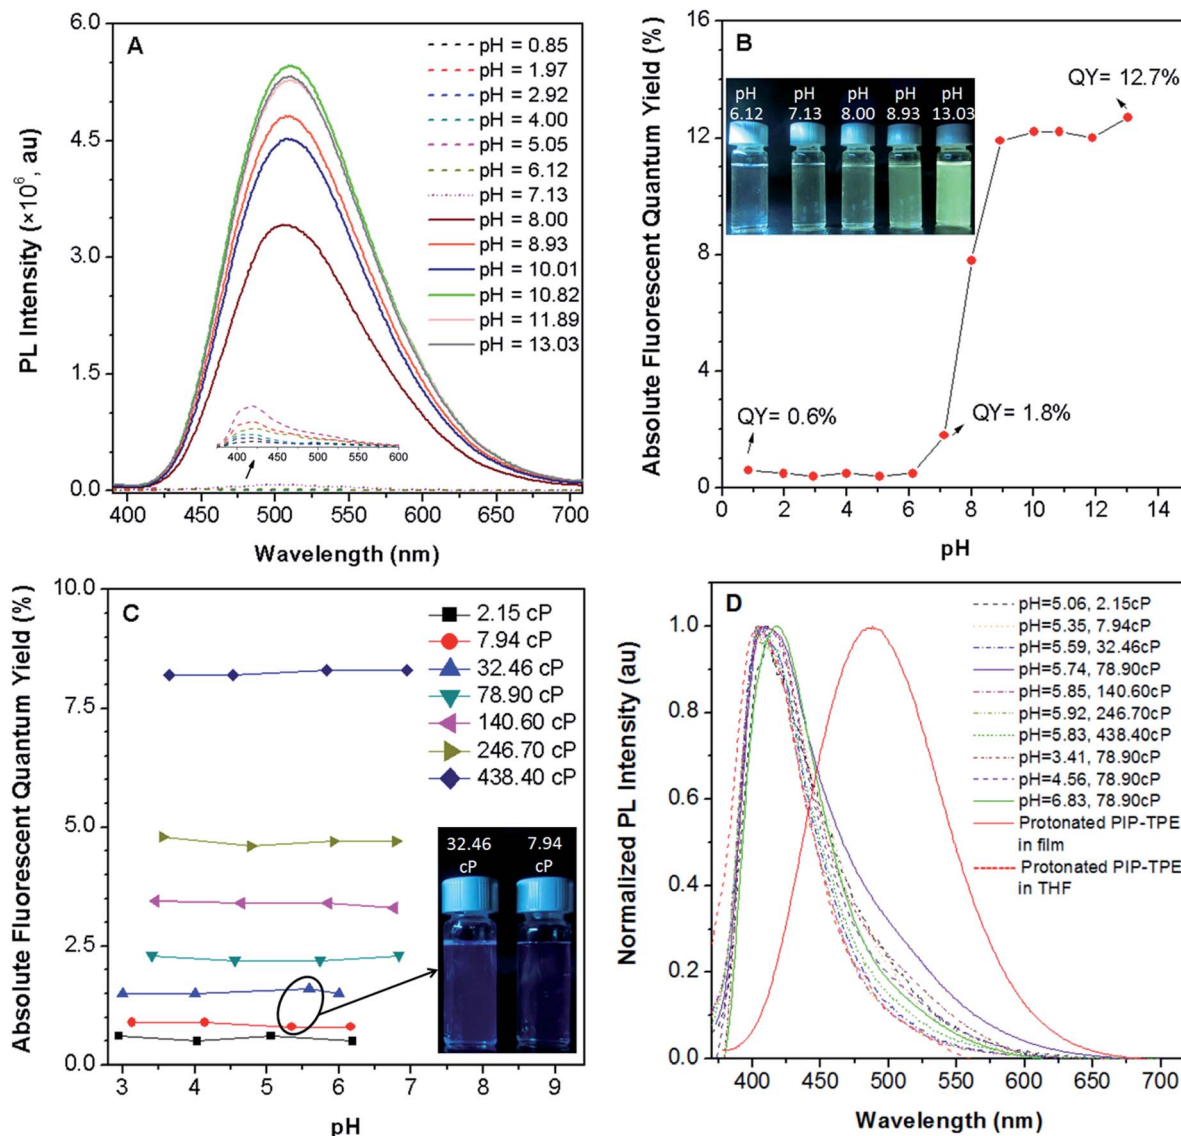 A
PL Intensity (×10⁶, au)
6.0
4.5
3.0
1.5
0.0
pH = 0.85
pH = 1.97
pH = 2.92
pH = 4.00
pH = 5.05
pH = 6.12
pH = 7.13
pH = 8.00
pH = 8.93
pH = 10.01
pH = 10.82
pH = 11.89
pH = 13.03
400 450 500 550 600
400 450 500 550 600 650 700
Wavelength (nm)
B
Absolute Fluorescent Quantum Yield (%)
16
12
8
4
0
pH 6.12
pH 7.13
pH 8.00
pH 8.93
pH 13.03
QY= 12.7%
QY= 0.6%
QY= 1.8%
0 2 4 6 8 10 12 14
pH
C
Absolute Fluorescent Quantum Yield (%)
10.0
7.5
5.0
2.5
0.0
2.15 cP
7.94 cP
32.46 cP
78.90 cP
140.60 cP
246.70 cP
438.40 cP
32.46 cP
7.94 cP
3 4 5 6 7 8 9
pH
D
Normalized PL Intensity (au)
1.0
0.8
0.6
0.4
0.2
0.0
pH=5.06, 2.15cP
pH=5.35, 7.94cP
pH=5.59, 32.46cP
pH=5.74, 78.90cP
pH=5.85, 140.60cP
pH=5.92, 246.70cP
pH=5.83, 438.40cP
pH=3.41, 78.90cP
pH=4.56, 78.90cP
pH=6.83, 78.90cP
Protonated PIP-TPE
in film
Protonated PIP-TPE
in THF
400 450 500 550 600 650 700
Wavelength (nm)